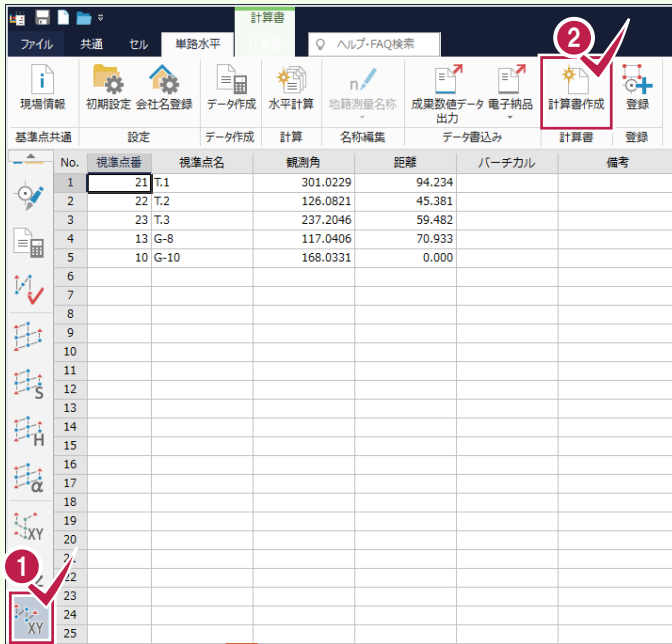 計算書
ファイル 共通 セル 単路水平 ヘルプ・FAQ検索
2
現場情報 初期設定 会社名登録 データ作成 水平計算 地籍測量名称 成果数値データ出力 電子納品 計算書作成 登録
基準点共通 設定 データ作成 計算 名称編集 データ書込み 計算書 登録
No. 視準点番 視準点名 観測角 距離 バーチカル 備考
1 21 T.1 301.0229 94.234
2 22 T.2 126.0821 45.381
3 23 T.3 237.2046 59.482
4 13 G-8 117.0406 70.933
5 10 G-10 168.0331 0.000
6
7
8
9
10
11
S 12
13
H 14
15
16
α 17
18
19
XY 20
21
1 22
23
24
XY 25